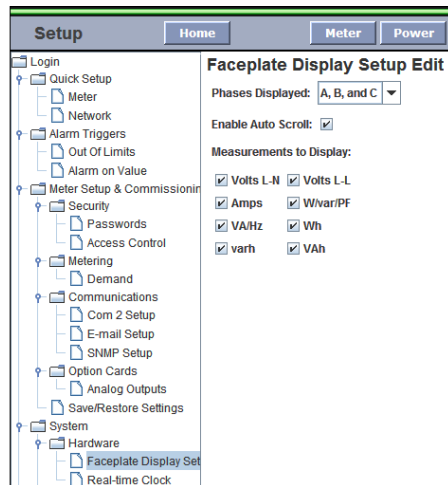 Setup
Home
Meter
Power
Login
Quick Setup
Meter
Network
Alarm Triggers
Out Of Limits
Alarm on Value
Meter Setup & Commissionin
Security
Passwords
Access Control
Metering
Demand
Communications
Com 2 Setup
E-mail Setup
SNMP Setup
Option Cards
Analog Outputs
Save/Restore Settings
System
Hardware
Faceplate Display Set
Real-time Clock
Faceplate Display Setup Edit
Phases Displayed: A, B, and C
Enable Auto Scroll:
Measurements to Display:
Volts L-N Volts L-L
Amps W/var/PF
VA/Hz Wh
varh VAh